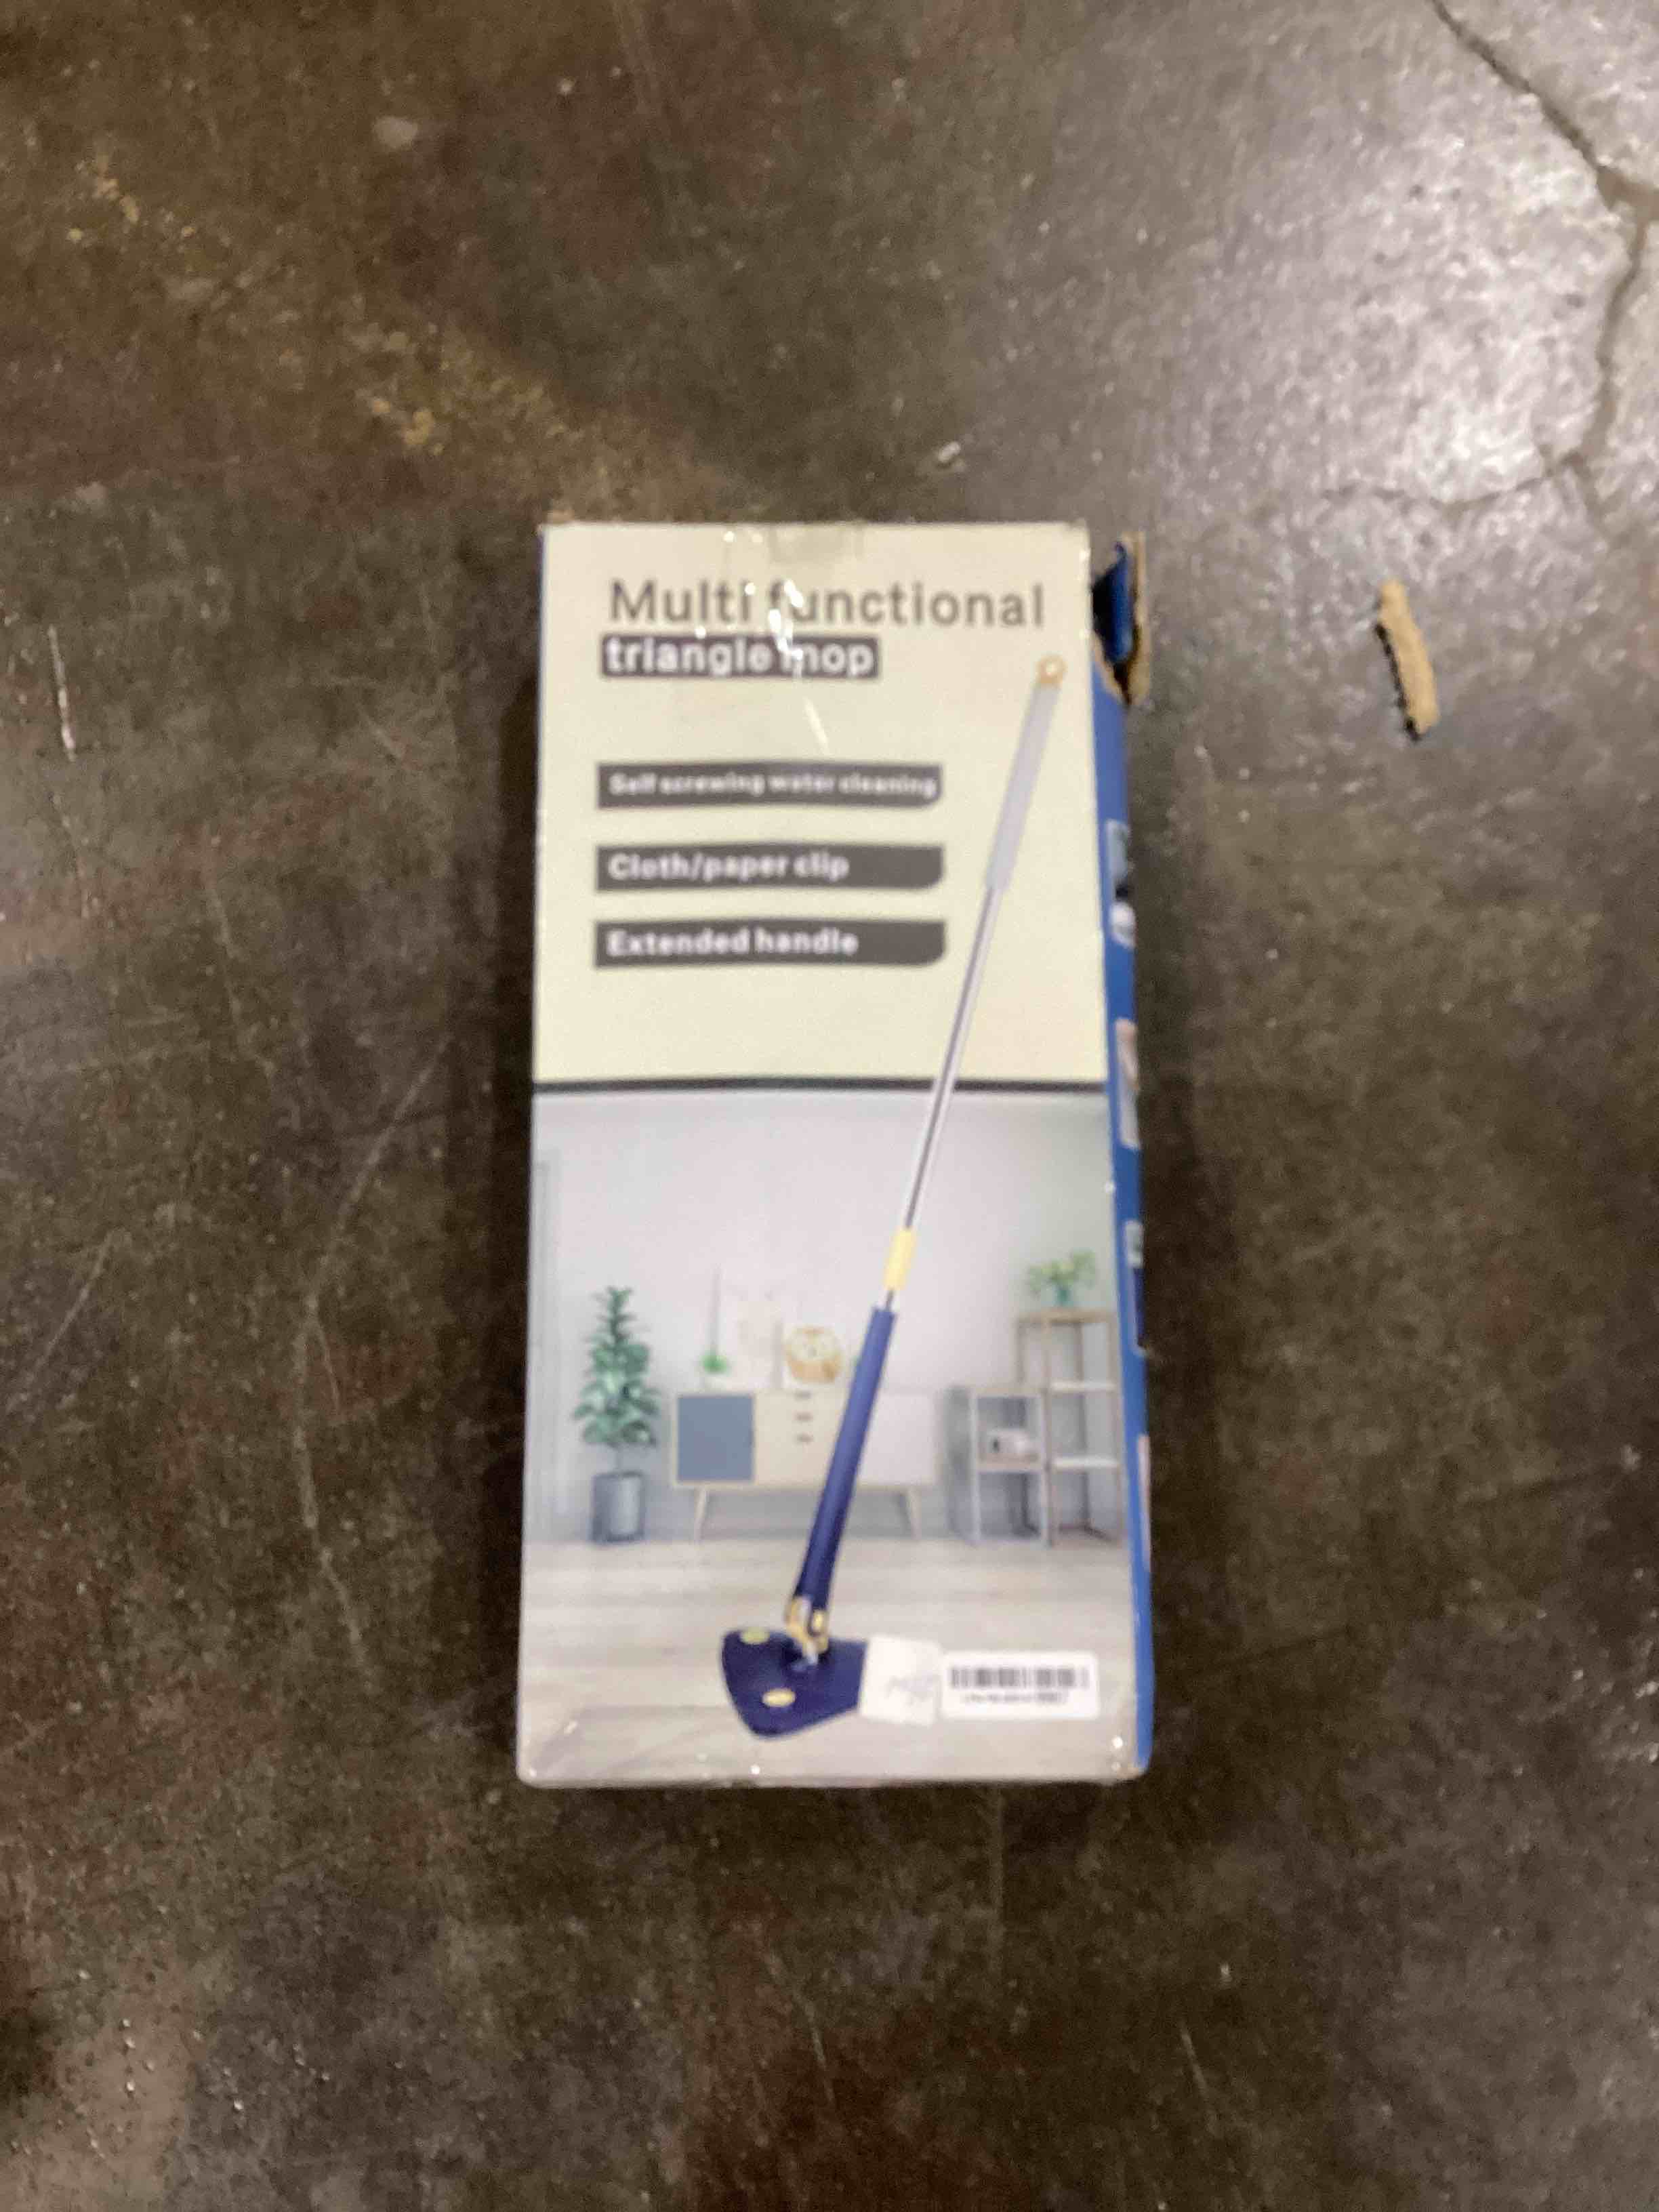 Multi functional
triangle mop
Self screwing water cleaning
Cloth/paper clip
Extended handle